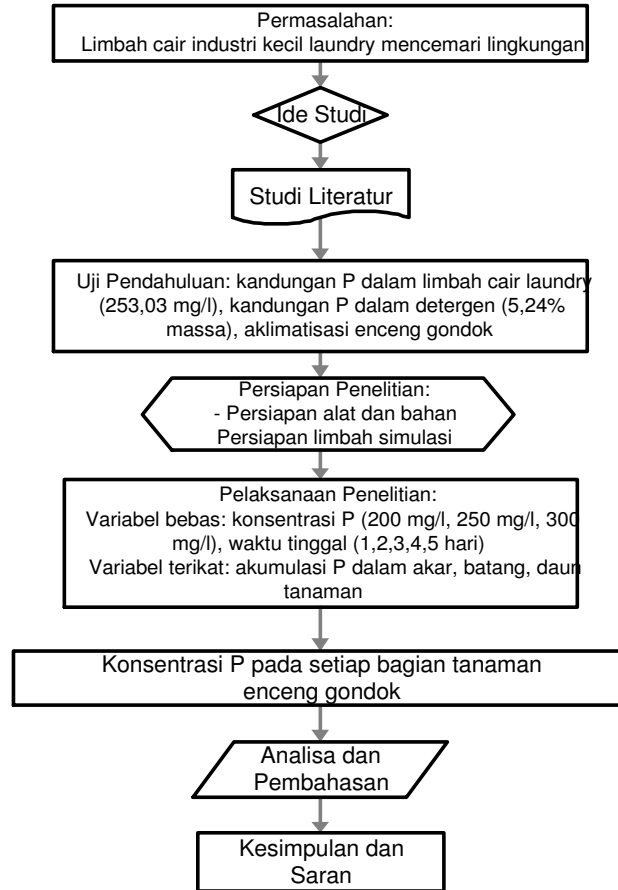 Permasalahan:
Limbah cair industri kecil laundry mencemari lingkungan
Ide Studi
Studi Literatur
Uji Pendahuluan: kandungan P dalam limbah cair laundry
(253,03 mg/l), kandungan P dalam detergen (5,24%
massa), aklimatisasi enceng gondok
Persiapan Penelitian:
- Persiapan alat dan bahan
Persiapan limbah simulasi
Pelaksanaan Penelitian:
Variabel bebas: konsentrasi P (200 mg/l, 250 mg/l, 300
mg/l), waktu tinggal (1,2,3,4,5 hari)
Variabel terikat: akumulasi P dalam akar, batang, daun
tanaman
Konsentrasi P pada setiap bagian tanaman
enceng gondok
Analisa dan
Pembahasan
Kesimpulan dan
Saran